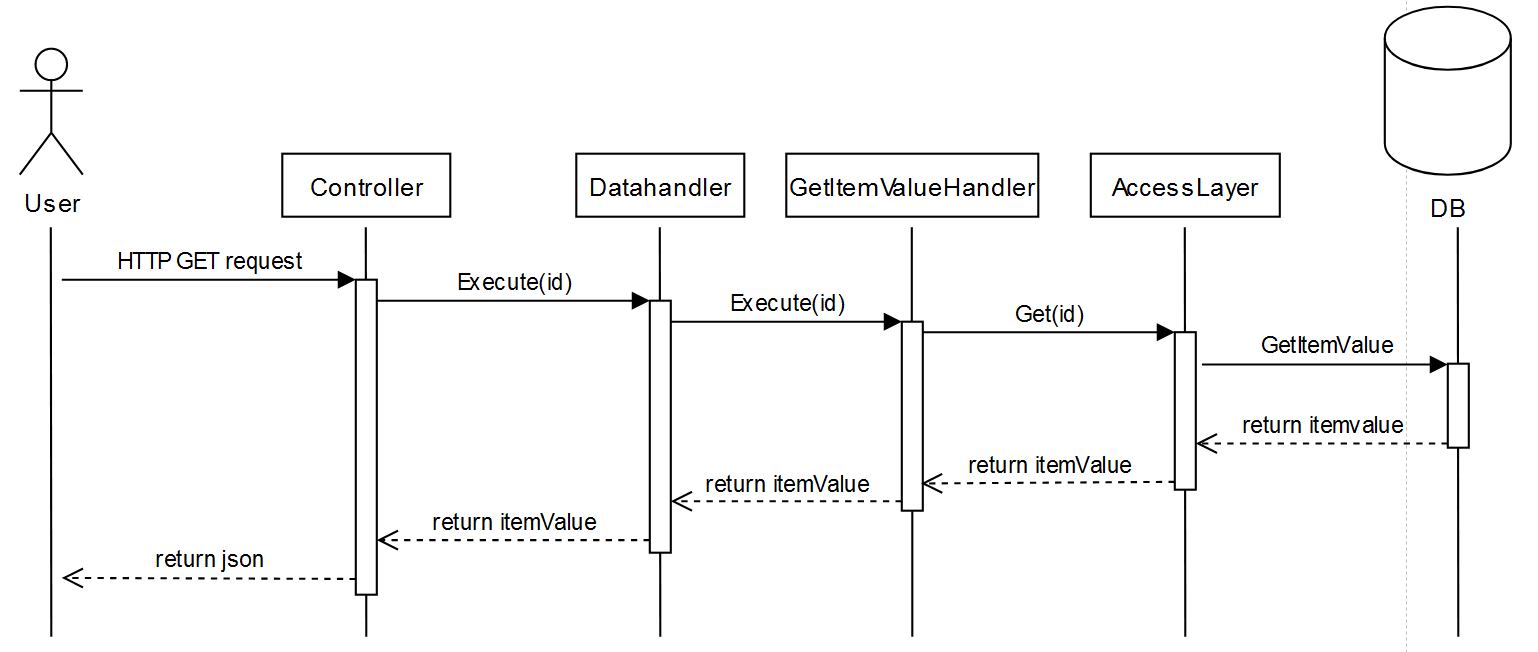 Controller
Datahandler
GetItemValueHandler
AccessLayer
User
DB
HTTP GET request
Execute(id)
Execute(id)
Get(id)
GetItemValue
return itemvalue
return itemValue
return itemValue
return itemValue
return json